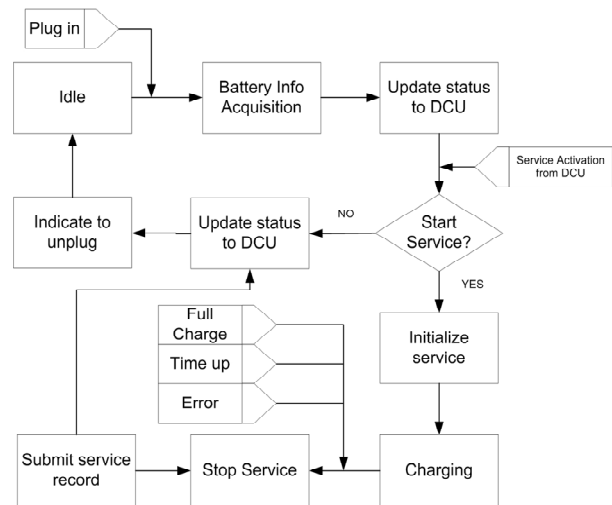 Plug in
Idle
Battery Info
Acquisition
Update status
to DCU
Service Activation
from DCU
Indicate to
unplug
Update status
to DCU
NO
Start
Service?
YES
Full
Charge
Time up
Error
Initialize
service
Submit service
record
Stop Service
Charging